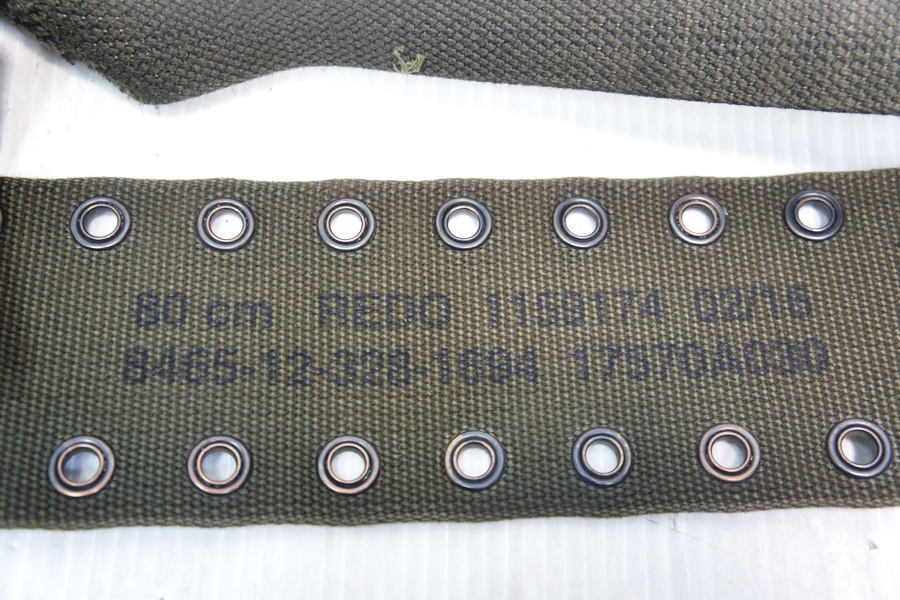 80 cm REDO 1159174 02/16
8465-12-328-1694 17570A030